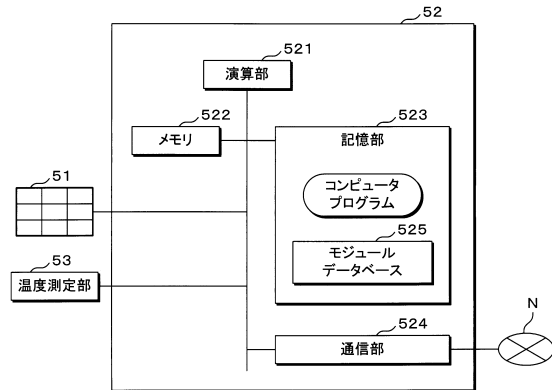 52
521
演算部
522
メモリ
523
記憶部
コンピュータ
プログラム
525
モジュール
データベース
51
53
温度測定部
524
通信部
N